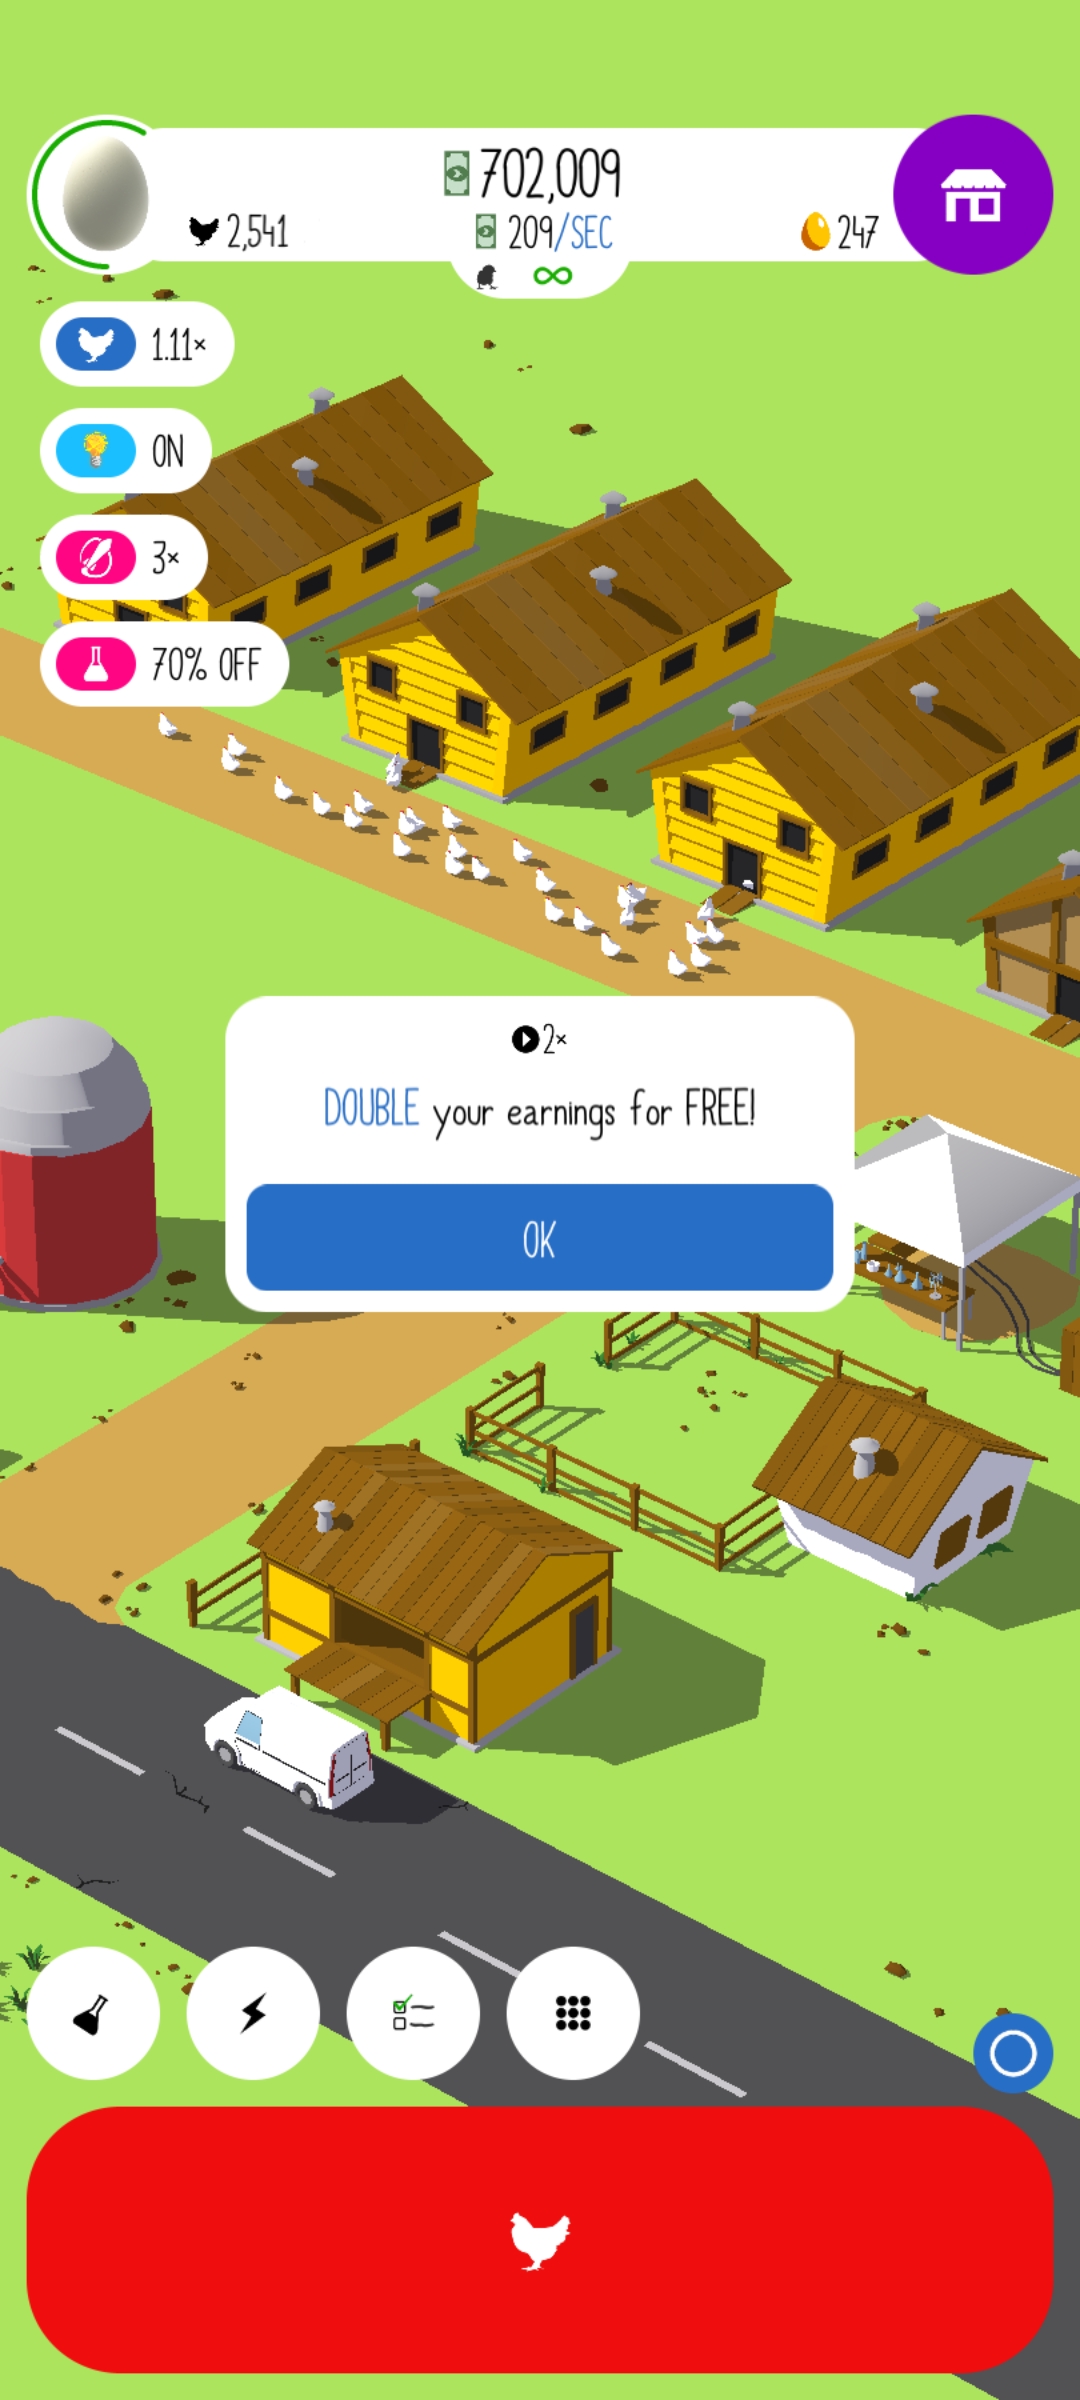 702,009
2,541
209/SEC
247
1.11×
ON
3×
70% OFF
2×
DOUBLE your earnings for FREE!
OK